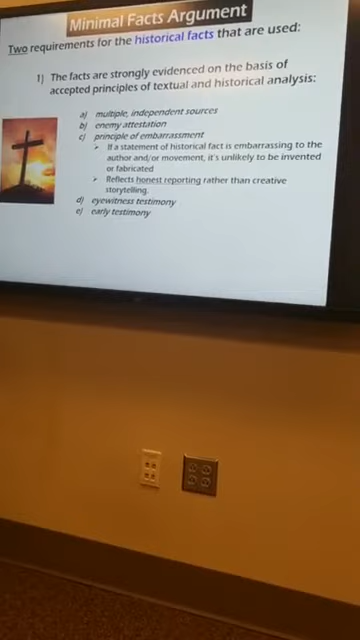 Minimal Facts Argument
Two requirements for the historical facts that are used:
1) The facts are strongly evidenced on the basis of
accepted principles of textual and historical analysis:
a) multiple, independent sources
b) enemy attestation
c) principle of embarrassment
➢ If a statement of historical fact is embarrassing to the
author and/or movement, it's unlikely to be invented
or fabricated
➢ Reflects honest reporting rather than creative
storytelling.
d) eyewitness testimony
e) early testimony